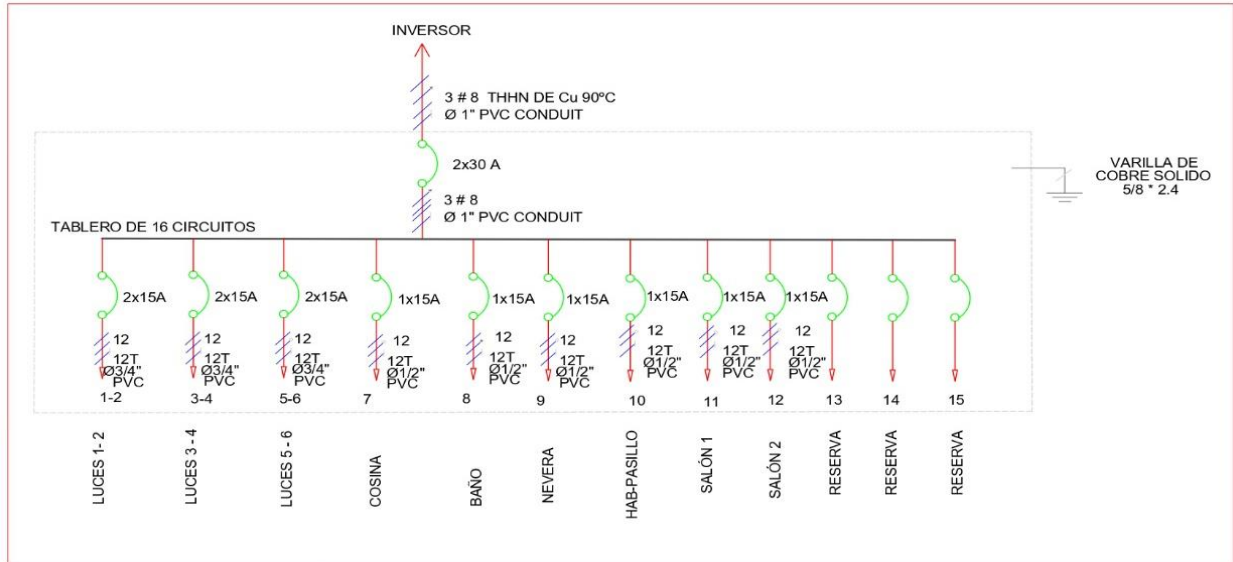 INVERSOR
3 # 8 THHN DE Cu 90ºC
Ø 1" PVC CONDUIT
2x30 A
VARILLA DE
COBRE SOLIDO
5/8 * 2.4
3 # 8
Ø 1" PVC CONDUIT
TABLERO DE 16 CIRCUITOS
2x15A
12
12T
Ø3/4"
PVC
1-2
LUCES 1- 2
2x15A
12
12T
Ø3/4"
PVC
3-4
LUCES 3 - 4
2x15A
12
12T
Ø3/4"
PVC
5-6
LUCES 5 - 6
1x15A
12
12T
Ø1/2"
PVC
7
COSINA
1x15A
12
12T
Ø1/2"
PVC
8
BAÑO
1x15A
12
12T
Ø1/2"
PVC
9
NEVERA
1x15A
12
12T
Ø1/2"
PVC
10
HAB-PASILLO
1x15A
12
12T
Ø1/2"
PVC
11
SALÓN 1
1x15A
12
12T
Ø1/2"
PVC
12
SALÓN 2
13
RESERVA
14
RESERVA
15
RESERVA